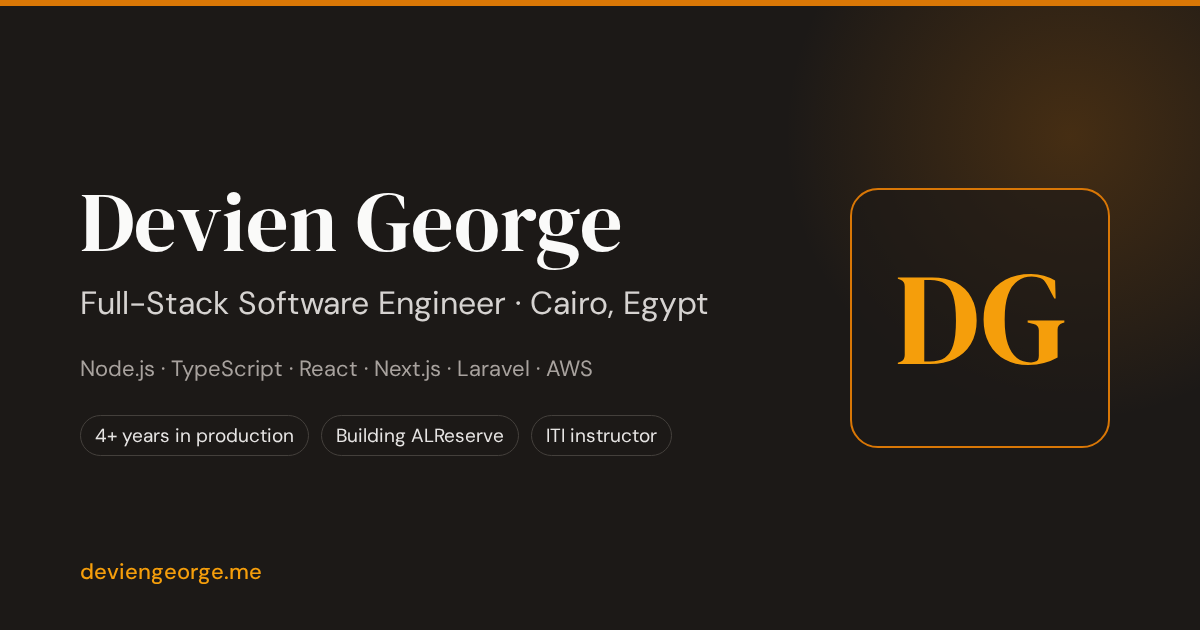 Devien George
Full-Stack Software Engineer · Cairo, Egypt
DG
Node.js · TypeScript · React · Next.js · Laravel · AWS
4+ years in production
Building ALReserve
ITI instructor
deviengeorge.me